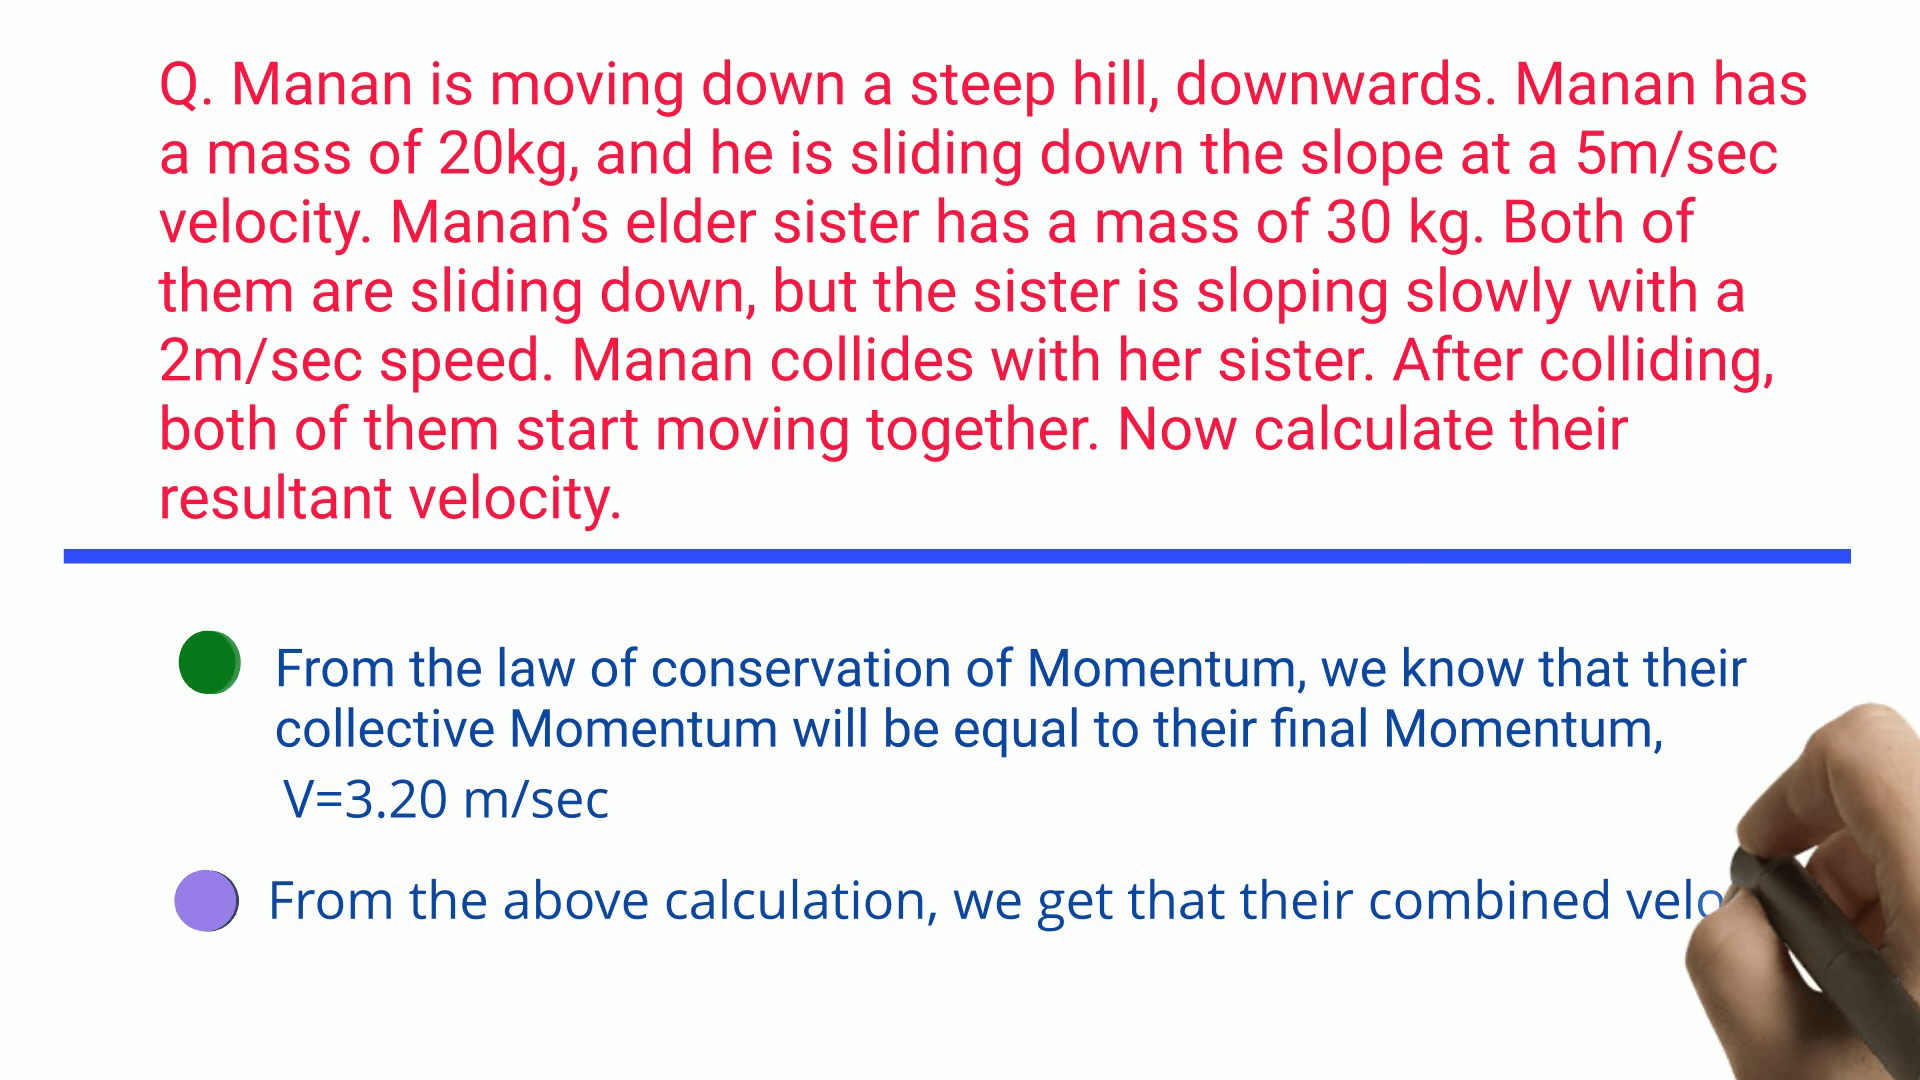 Q. Manan is moving down a steep hill, downwards. Manan has
a mass of 20kg, and he is sliding down the slope at a 5m/sec
velocity. Manan’s elder sister has a mass of 30 kg. Both of
them are sliding down, but the sister is sloping slowly with a
2m/sec speed. Manan collides with her sister. After colliding,
both of them start moving together. Now calculate their
resultant velocity.
From the law of conservation of Momentum, we know that their
collective Momentum will be equal to their final Momentum,
V=3.20 m/sec
From the above calculation, we get that their combined velo